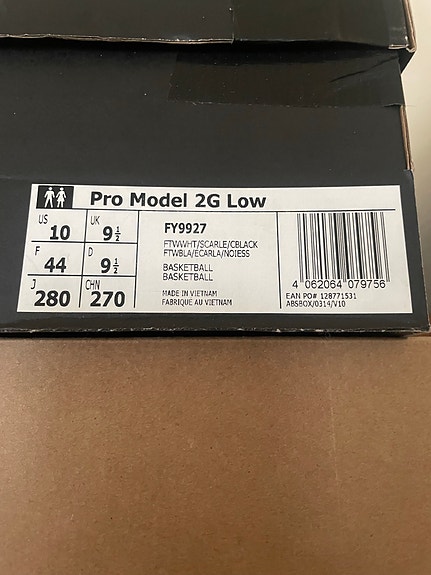 Pro Model 2G Low
US 10 UK 9½
F 44 D 9½
J 280 CHN 270
FY9927
FTWWHT/SCARLE/CBLACK
FTWBLA/ECARLA/NOIESS
BASKETBALL
BASKETBALL
MADE IN VIETNAM
FABRIQUE AU VIETNAM
4 062064 079756
EAN PO# 128771531
ABSBOX/0314/V10